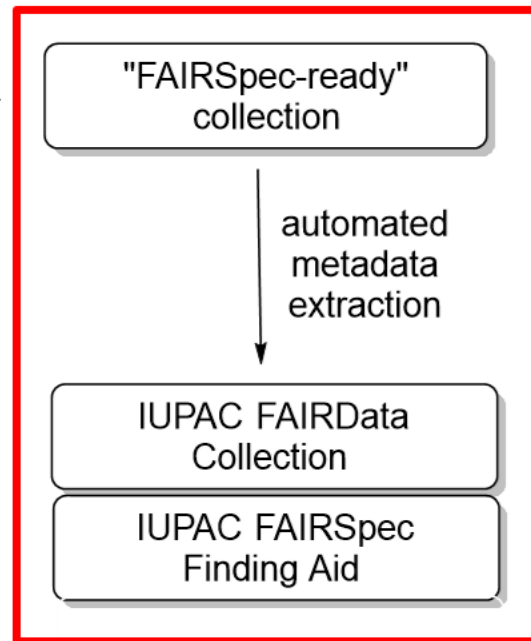 "FAIRSpec-ready"
collection
automated
metadata
extraction
IUPAC FAIRData
Collection
IUPAC FAIRSpec
Finding Aid